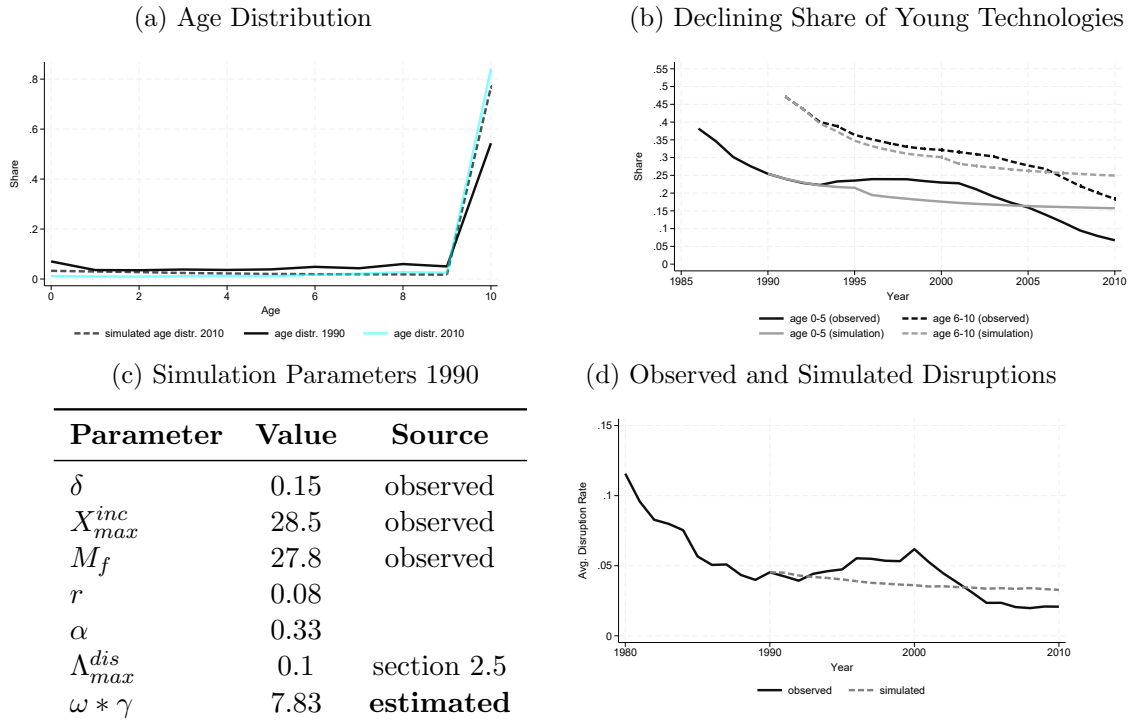 (a) Age Distribution
Share
.8
.6
.4
.2
0
0 2 4 6 8 10
Age
simulated age distr. 2010 age distr. 1990 age distr. 2010
(b) Declining Share of Young Technologies
Share
.55
.5
.45
.4
.35
.3
.25
.2
.15
.1
.05
0
1985 1990 1995 2000 2005 2010
Year
age 0-5 (observed) age 6-10 (observed)
age 0-5 (simulation) age 6-10 (simulation)
(c) Simulation Parameters 1990
Parameter Value Source
δ 0.15 observed
X_{max}^{inc} 28.5 observed
M_f 27.8 observed
r 0.08
α 0.33
Λ_{max}^{dis} 0.1 section 2.5
ω ∗ γ 7.83 estimated
(d) Observed and Simulated Disruptions
Avg. Disruption Rate
.15
.1
.05
0
1980 1990 2000 2010
Year
observed simulated